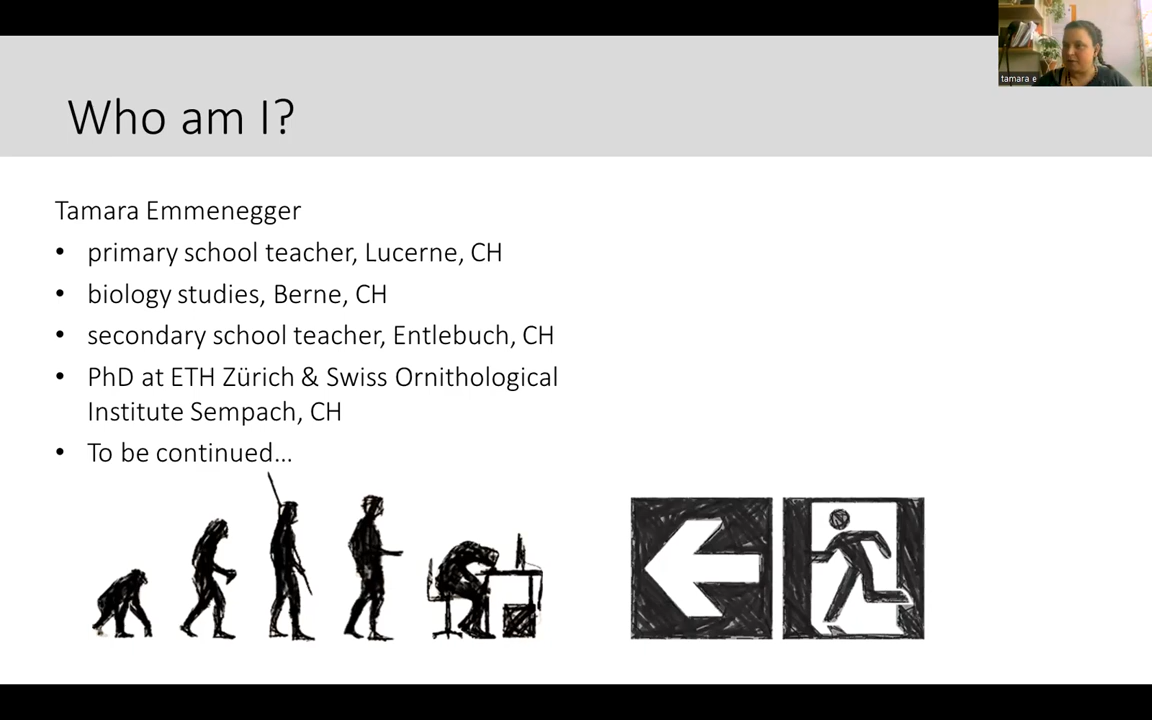 tamara e
Who am I?
Tamara Emmenegger
• primary school teacher, Lucerne, CH
• biology studies, Berne, CH
• secondary school teacher, Entlebuch, CH
• PhD at ETH Zürich & Swiss Ornithological
Institute Sempach, CH
• To be continued...